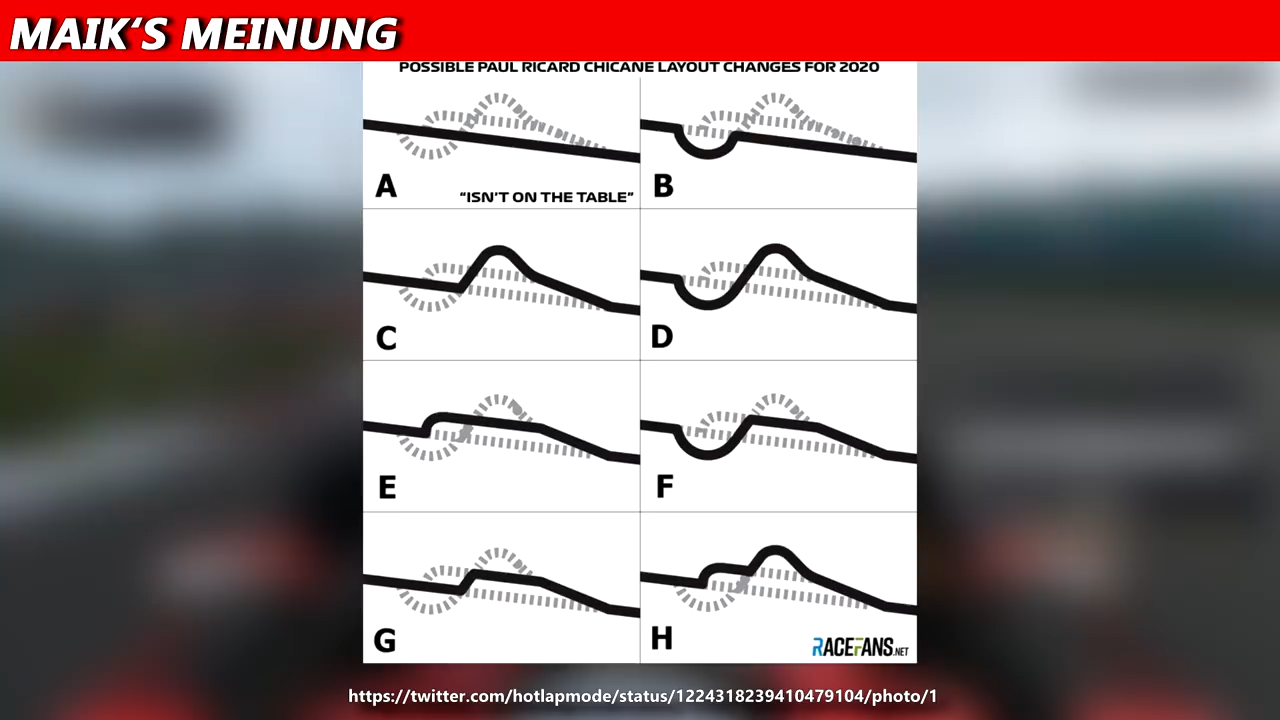 MAIK‘S MEINUNG
POSSIBLE PAUL RICARD CHICANE LAYOUT CHANGES FOR 2020
A
"ISN'T ON THE TABLE"
B
C
D
E
F
G
H
RACEFANS.NET
https://twitter.com/hotlapmode/status/1224318239410479104/photo/1